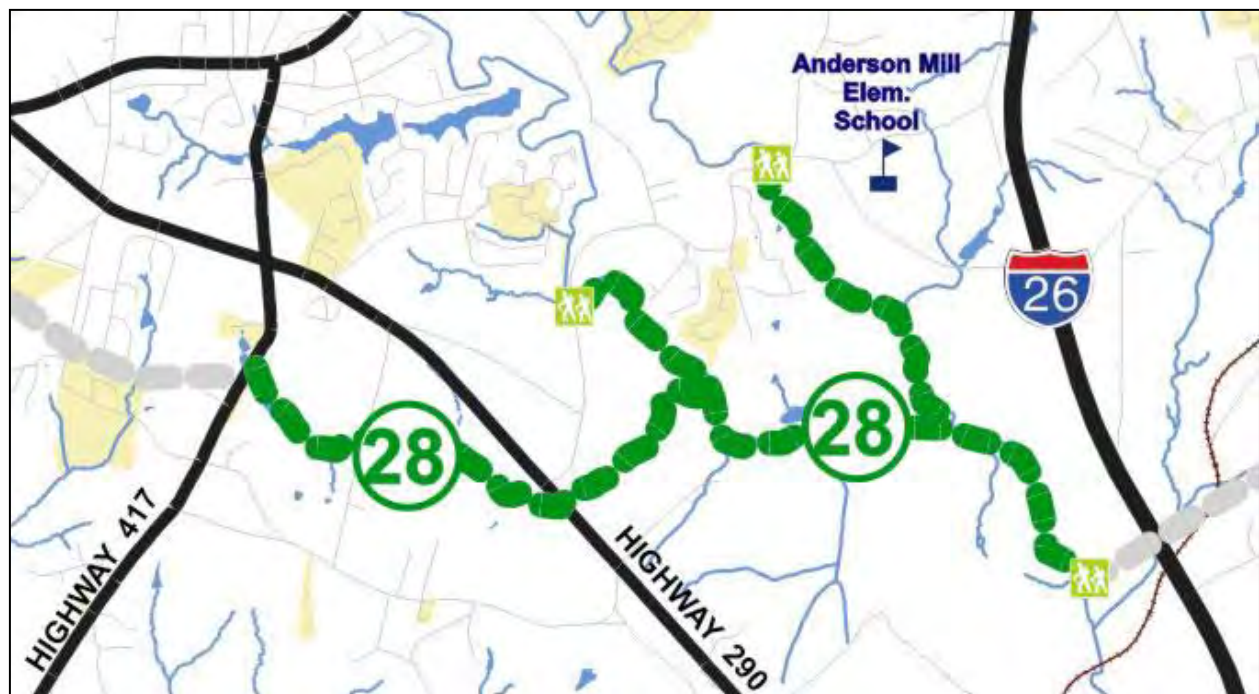 Anderson Mill
Elem.
School
26
28
28
HIGHWAY 417
HIGHWAY 290